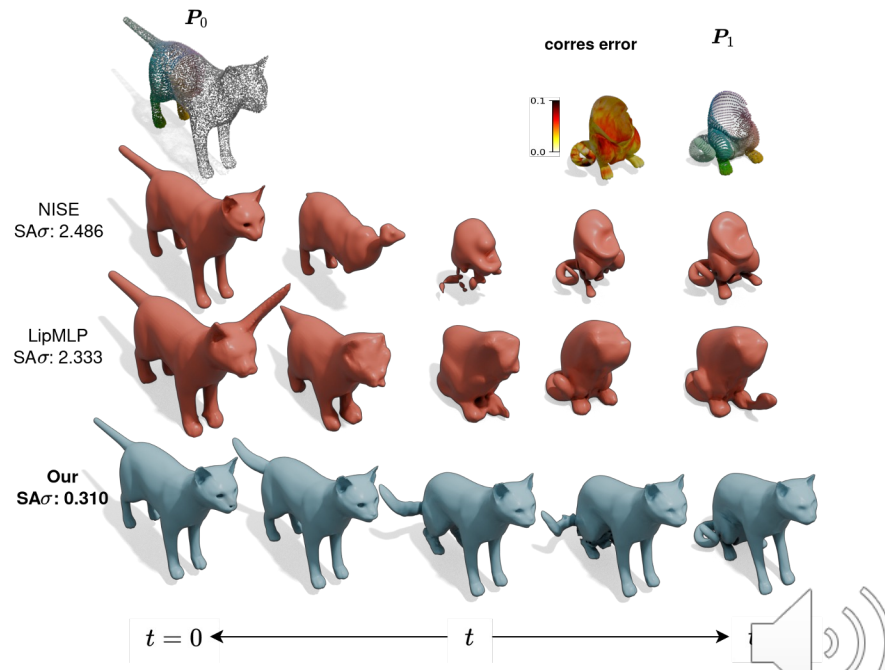 P₀
corres error
P₁
0.1
0.0
NISE
SAσ: 2.486
LipMLP
SAσ: 2.333
Our
SAσ: 0.310
t = 0
t